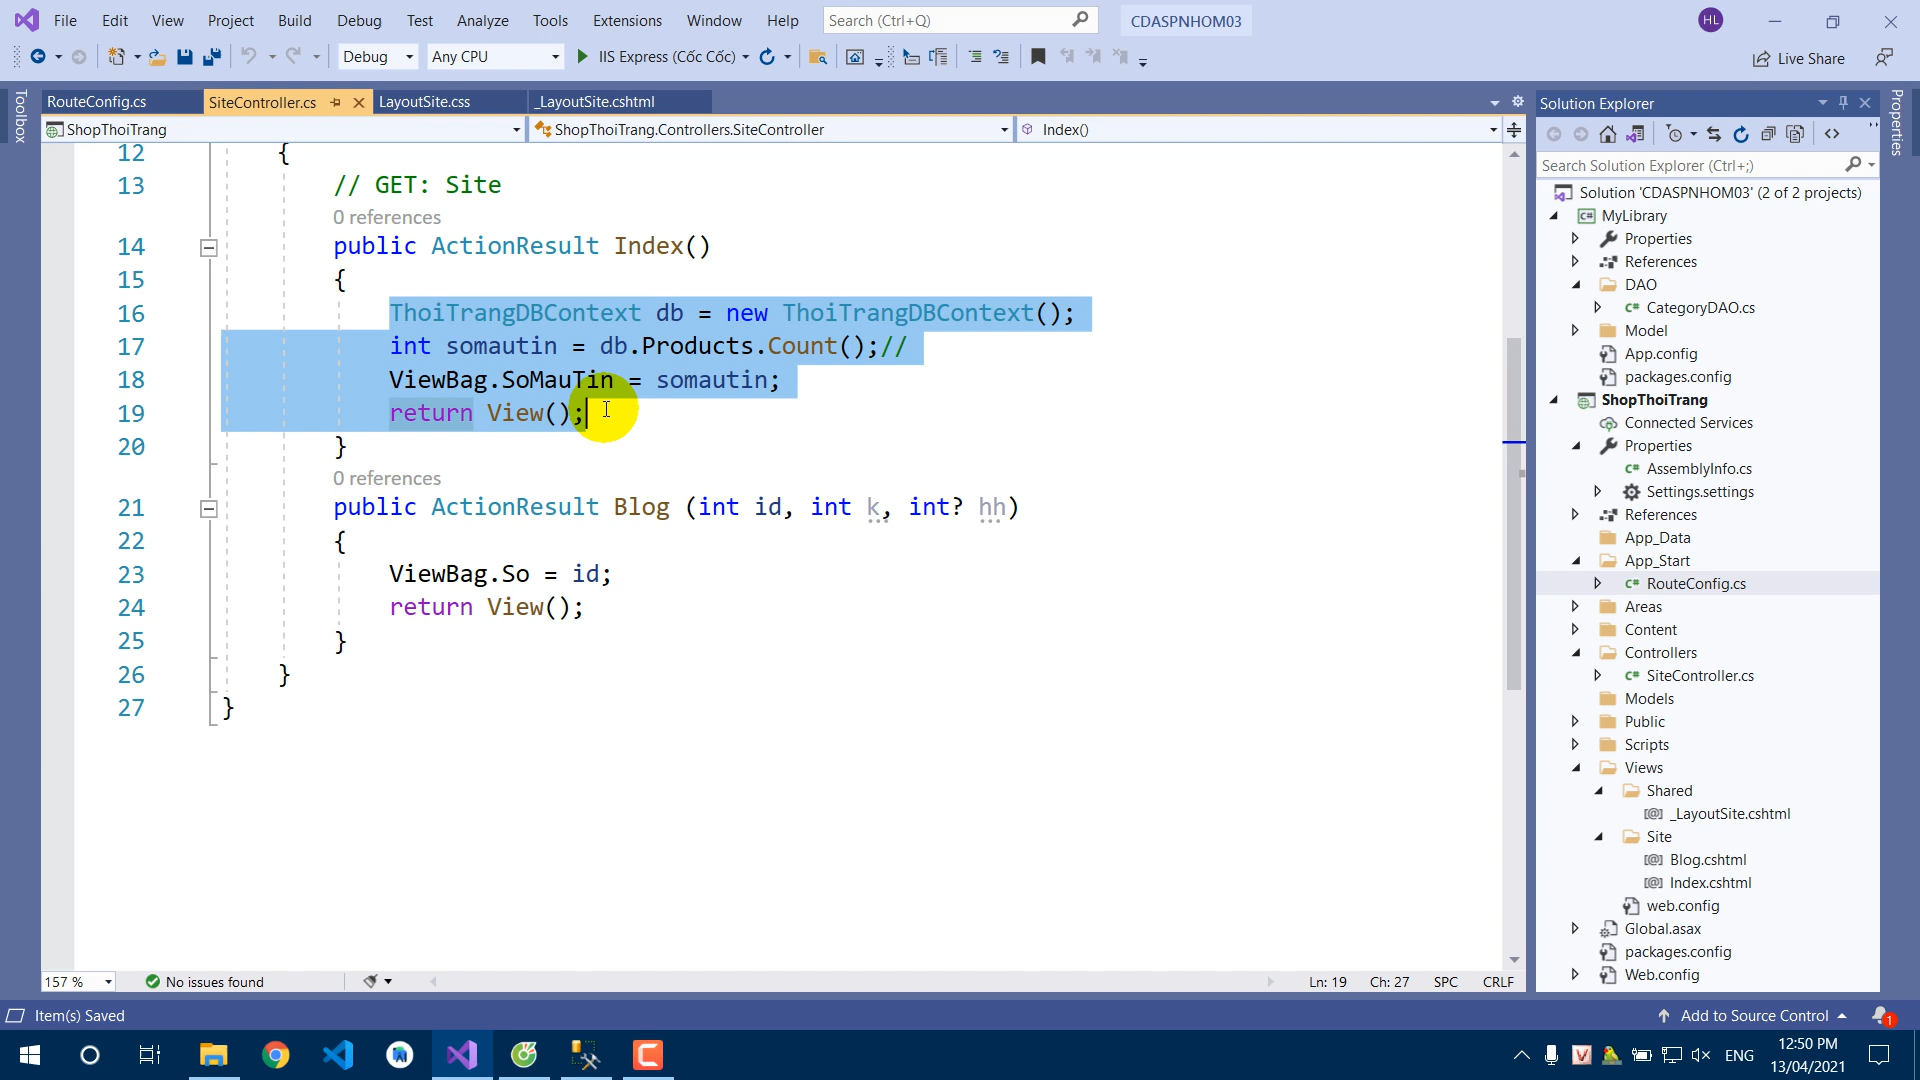 File Edit View Project Build Debug Test Analyze Tools Extensions Window Help Search (Ctrl+Q) CDASPNHOM03 HL
Debug Any CPU IIS Express (Cốc Cốc) Live Share
Toolbox
RouteConfig.cs SiteController.cs LayoutSite.css _LayoutSite.cshtml
ShopThoiTrang ShopThoiTrang.Controllers.SiteController Index()
12 {
13 // GET: Site
0 references
14 public ActionResult Index()
15 {
16 ThoiTrangDBContext db = new ThoiTrangDBContext();
17 int somautin = db.Products.Count();//
18 ViewBag.SoMauTin = somautin;
19 return View();
20 }
0 references
21 public ActionResult Blog (int id, int k, int? hh)
22 {
23 ViewBag.So = id;
24 return View();
25 }
26 }
27 }
157 % No issues found Ln: 19 Ch: 27 SPC CRLF
Solution Explorer
Search Solution Explorer (Ctrl+;)
Solution 'CDASPNHOM03' (2 of 2 projects)
MyLibrary
Properties
References
DAO
CategoryDAO.cs
Model
App.config
packages.config
ShopThoiTrang
Connected Services
Properties
AssemblyInfo.cs
Settings.settings
References
App_Data
App_Start
RouteConfig.cs
Areas
Content
Controllers
SiteController.cs
Models
Public
Scripts
Views
Shared
_LayoutSite.cshtml
Site
Blog.cshtml
Index.cshtml
web.config
Global.asax
packages.config
Web.config
Properties
Item(s) Saved Add to Source Control 1
ENG 12:50 PM
13/04/2021